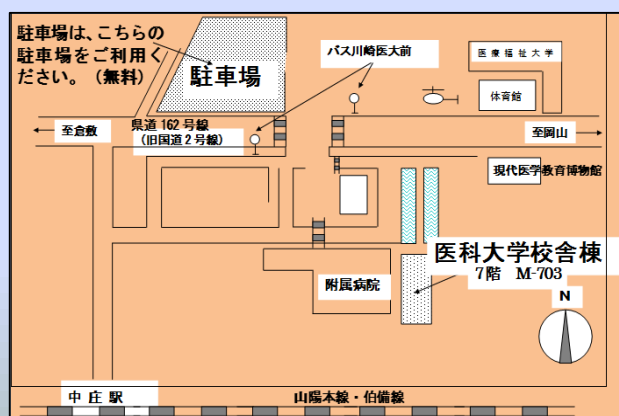 駐車場は、こちらの
駐車場をご利用く
ださい。（無料）
駐車場
バス川崎医大前
医療福祉大学
体育館
至倉敷
県道162号線
（旧国道2号線）
至岡山
現代医学教育博物館
医科大学校舎棟
7階 M-703
附属病院
N
中庄駅
山陽本線・伯備線